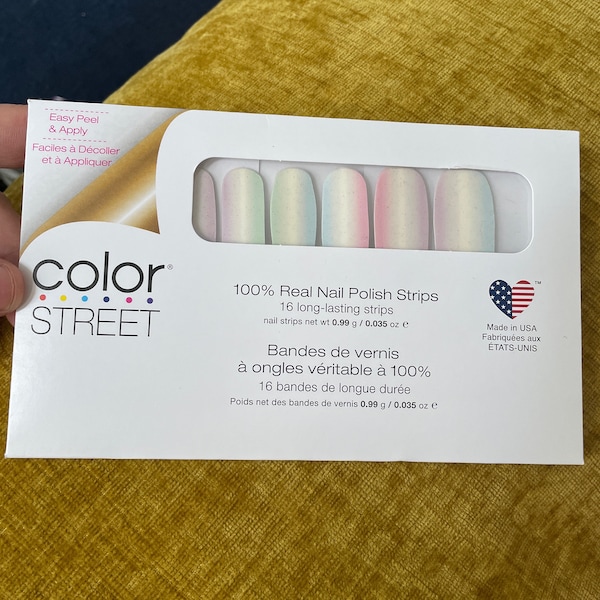 Easy Peel
& Apply
Faciles à Décoller
et à Appliquer
color®
STREET
100% Real Nail Polish Strips
16 long-lasting strips
nail strips net wt 0.99 g / 0.035 oz ℮
Bandes de vernis
à ongles véritable à 100%
16 bandes de longue durée
Poids net des bandes de vernis 0.99 g / 0.035 oz ℮
TM
Made in USA
Fabriquées aux
ÉTATS-UNIS